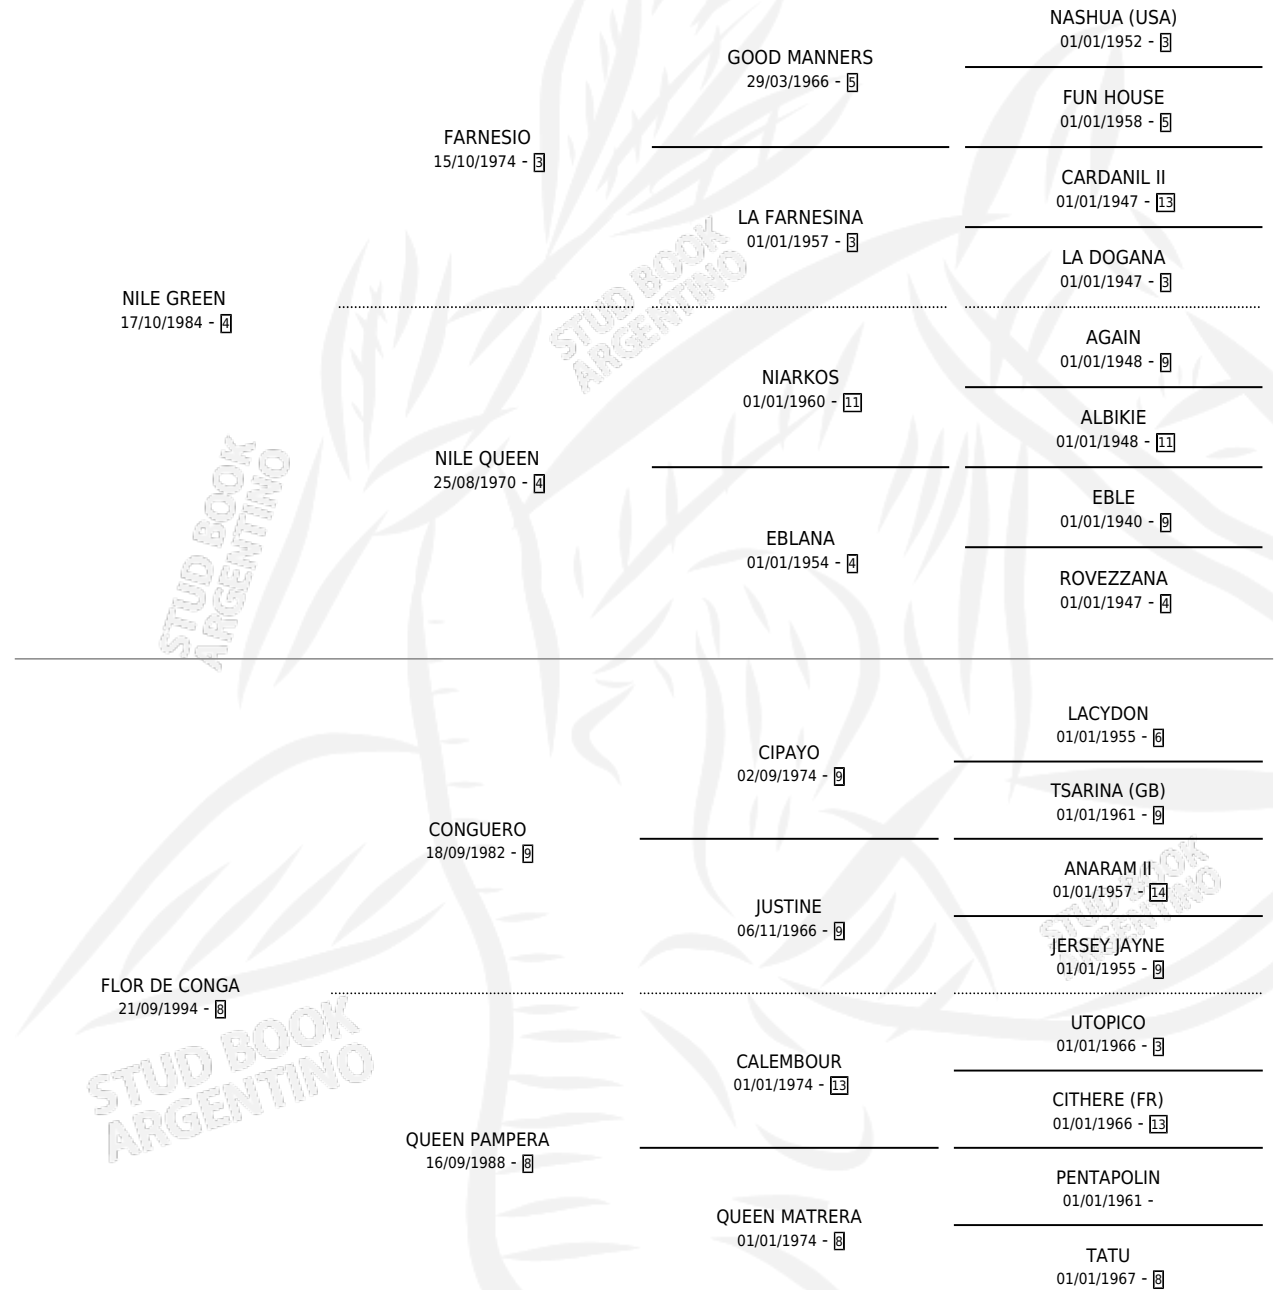 NASHUA (USA)
01/01/1952 - 3
GOOD MANNERS
29/03/1966 - 5
FUN HOUSE
01/01/1958 - 5
FARNESIO
15/10/1974 - 3
CARDANIL II
01/01/1947 - 13
LA FARNESINA
01/01/1957 - 3
LA DOGANA
01/01/1947 - 3
NILE GREEN
17/10/1984 - 4
AGAIN
01/01/1948 - 9
NIARKOS
01/01/1960 - 11
ALBIKIE
01/01/1948 - 11
NILE QUEEN
25/08/1970 - 4
EBLE
01/01/1940 - 9
EBLANA
01/01/1954 - 4
ROVEZZANA
01/01/1947 - 4
LACYDON
01/01/1955 - 6
CIPAYO
02/09/1974 - 9
TSARINA (GB)
01/01/1961 - 9
CONGUERO
18/09/1982 - 9
ANARAM II
01/01/1957 - 14
JUSTINE
06/11/1966 - 9
JERSEY JAYNE
01/01/1955 - 9
FLOR DE CONGA
21/09/1994 - 8
UTOPICO
01/01/1966 - 3
CALEMBOUR
01/01/1974 - 13
CITHERE (FR)
01/01/1966 - 13
QUEEN PAMPERA
16/09/1988 - 8
PENTAPOLIN
01/01/1961 -
QUEEN MATRERA
01/01/1974 - 8
TATU
01/01/1967 - 8
STUD BOOK
ARGENTINO
STUD BOOK
ARGENTINO
STUD BOOK
ARGENTINO
STUD BOOK
ARGENTINO